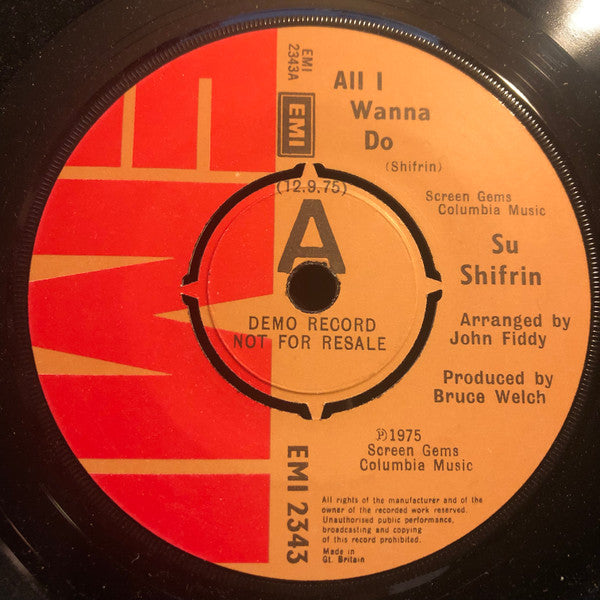 EMI
2343A
EMI
All I
Wanna
Do
(Shifrin)
(12.9.75)
A
Screen Gems
Columbia Music
Su
Shifrin
DEMO RECORD
NOT FOR RESALE
Arranged by
John Fiddy
Produced by
Bruce Welch
℗1975
Screen Gems
Columbia Music
EMI 2343
All rights of the manufacturer and of the
owner of the recorded work reserved.
Unauthorised public performance,
broadcasting and copying
of this record prohibited.
Made in
Gt. Britain
EMI